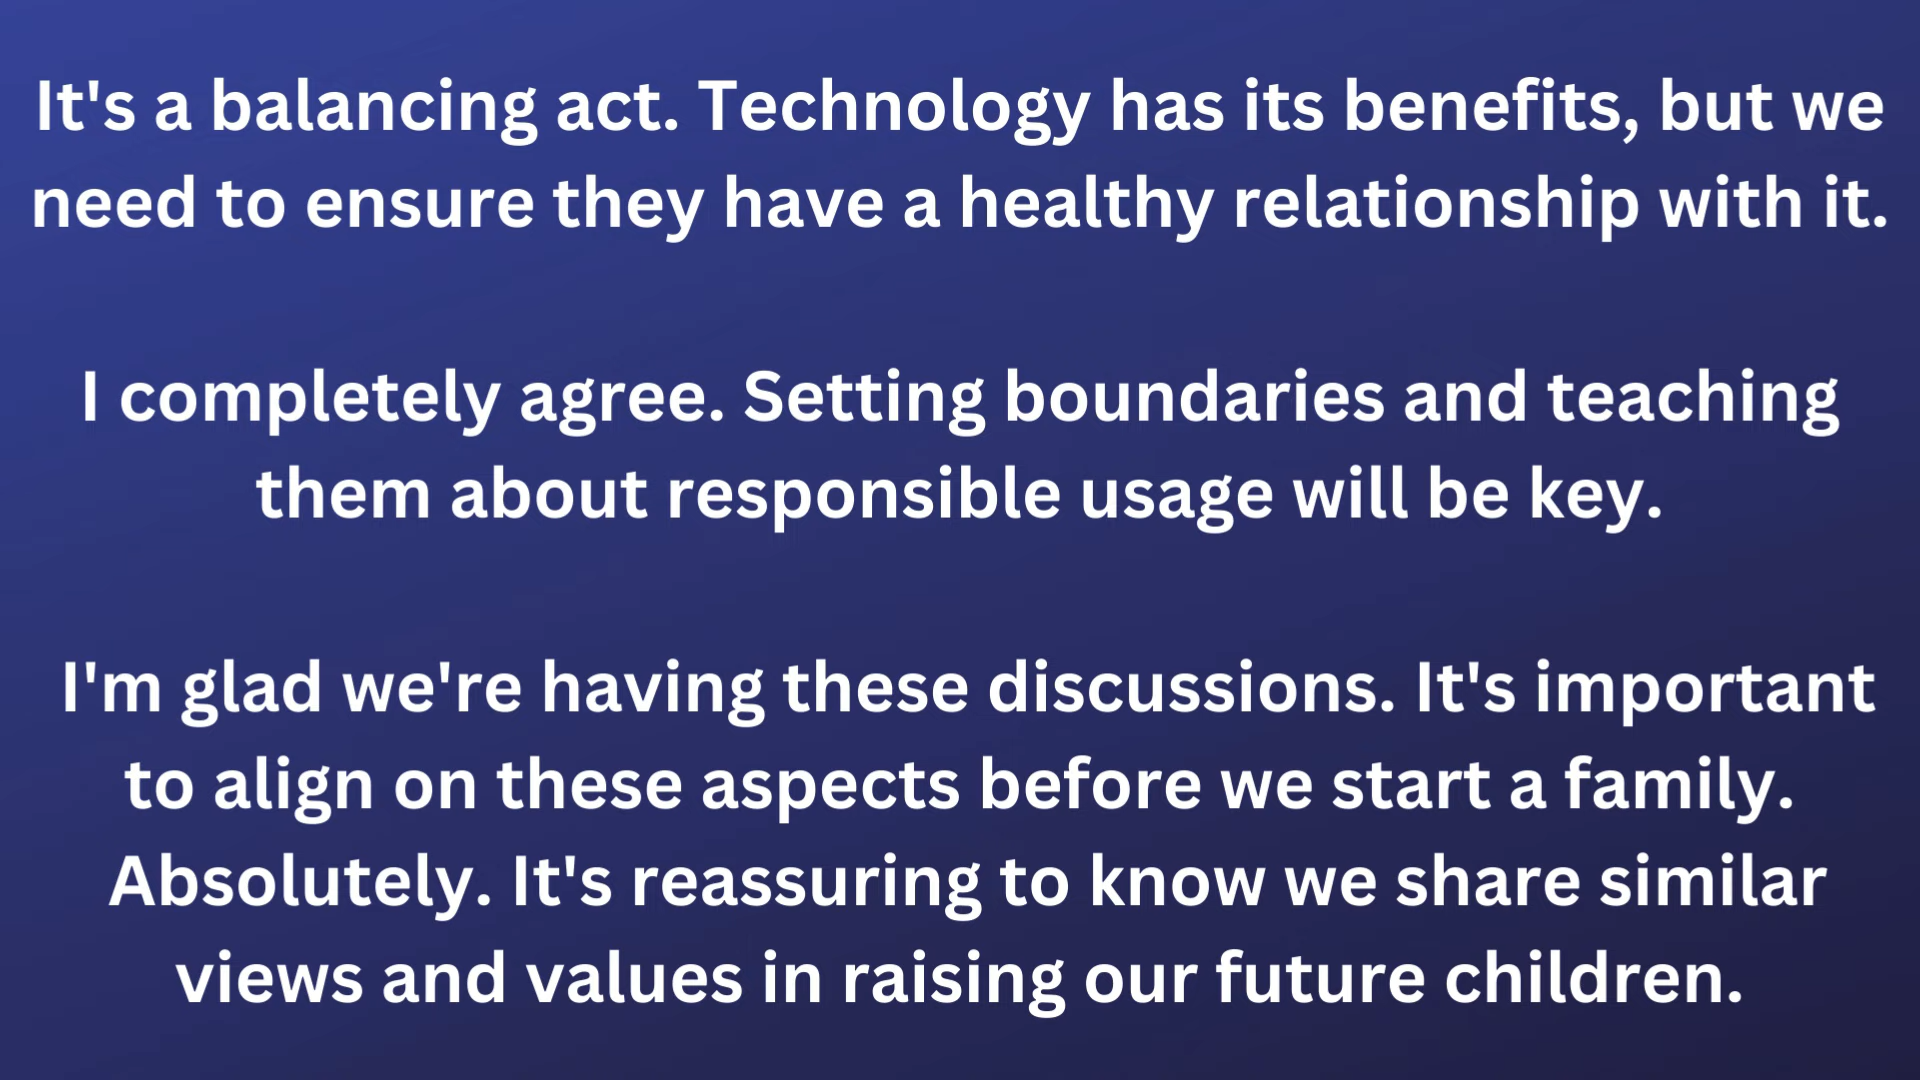 It's a balancing act. Technology has its benefits, but we
need to ensure they have a healthy relationship with it.
I completely agree. Setting boundaries and teaching
them about responsible usage will be key.
I'm glad we're having these discussions. It's important
to align on these aspects before we start a family.
Absolutely. It's reassuring to know we share similar
views and values in raising our future children.